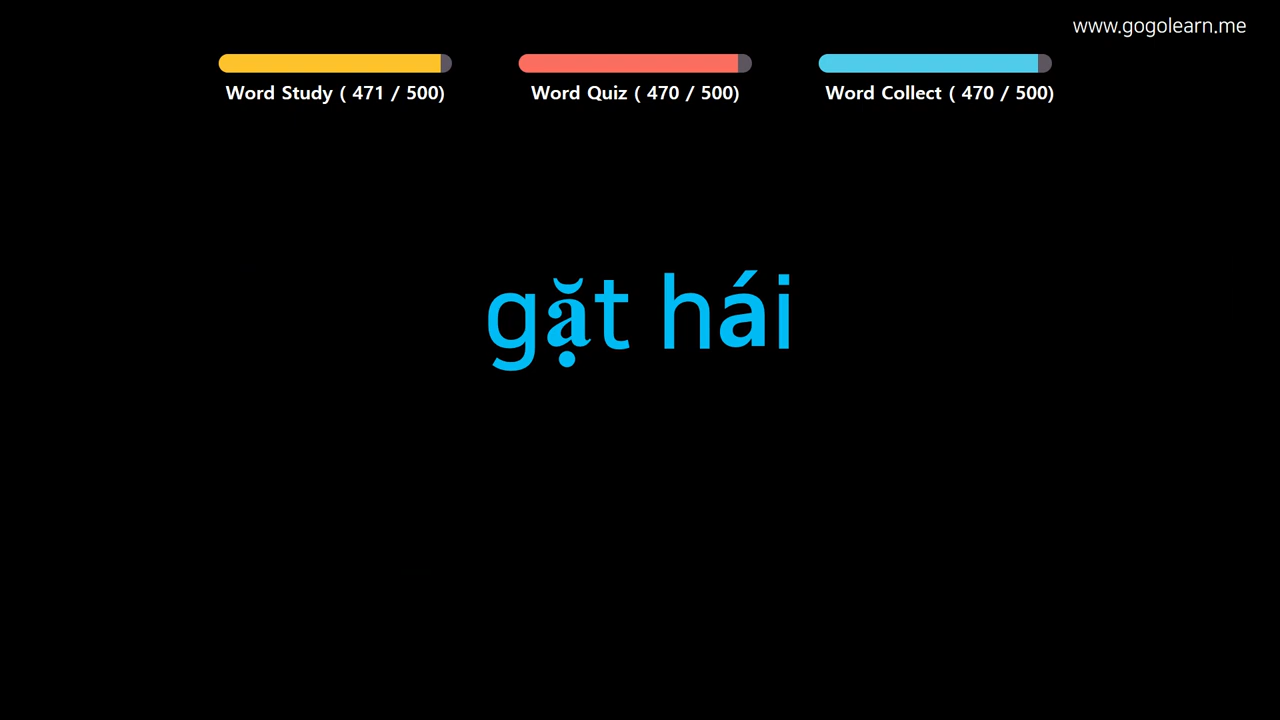 www.gogolearn.me
Word Study ( 471 / 500)
Word Quiz ( 470 / 500)
Word Collect ( 470 / 500)
gặt hái